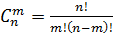 C_n^m = n! / m!(n−m)!